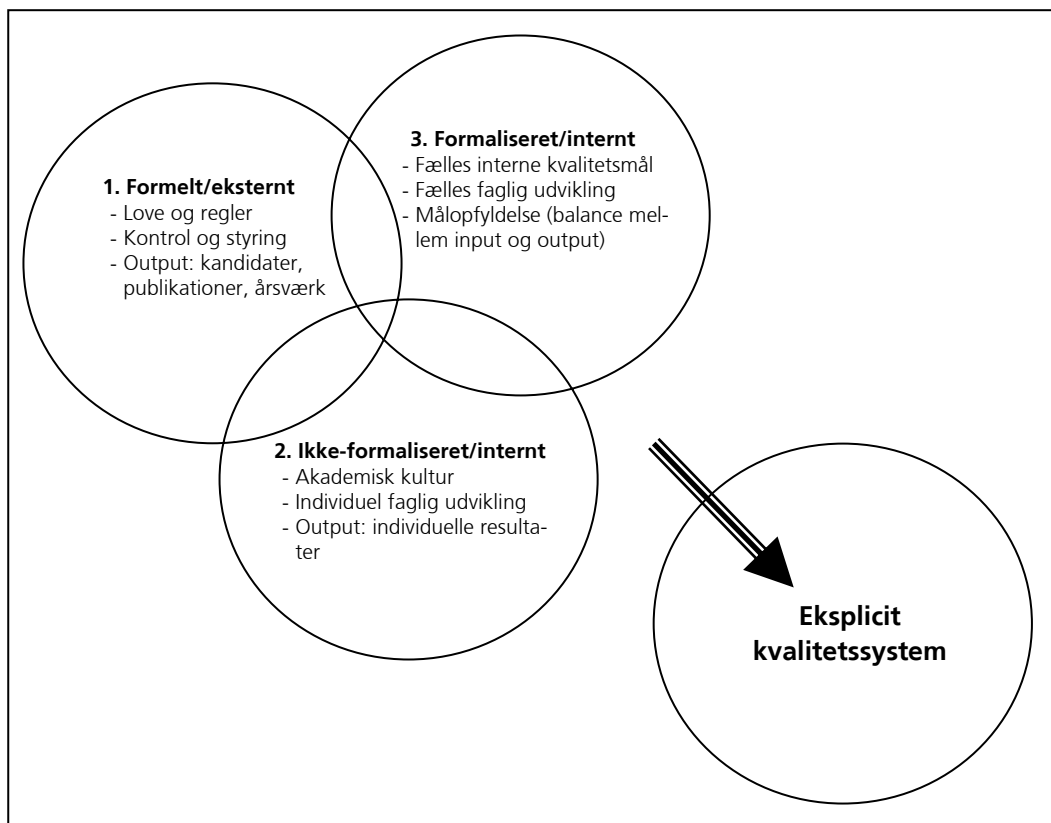 1. Formelt/eksternt
- Love og regler
- Kontrol og styring
- Output: kandidater,
publikationer, årsværk
2. Ikke-formaliseret/internt
- Akademisk kultur
- Individuel faglig udvikling
- Output: individuelle resulta-
ter
3. Formaliseret/internt
- Fælles interne kvalitetsmål
- Fælles faglig udvikling
- Målopfyldelse (balance mel-
lem input og output)
Eksplicit
kvalitetssystem